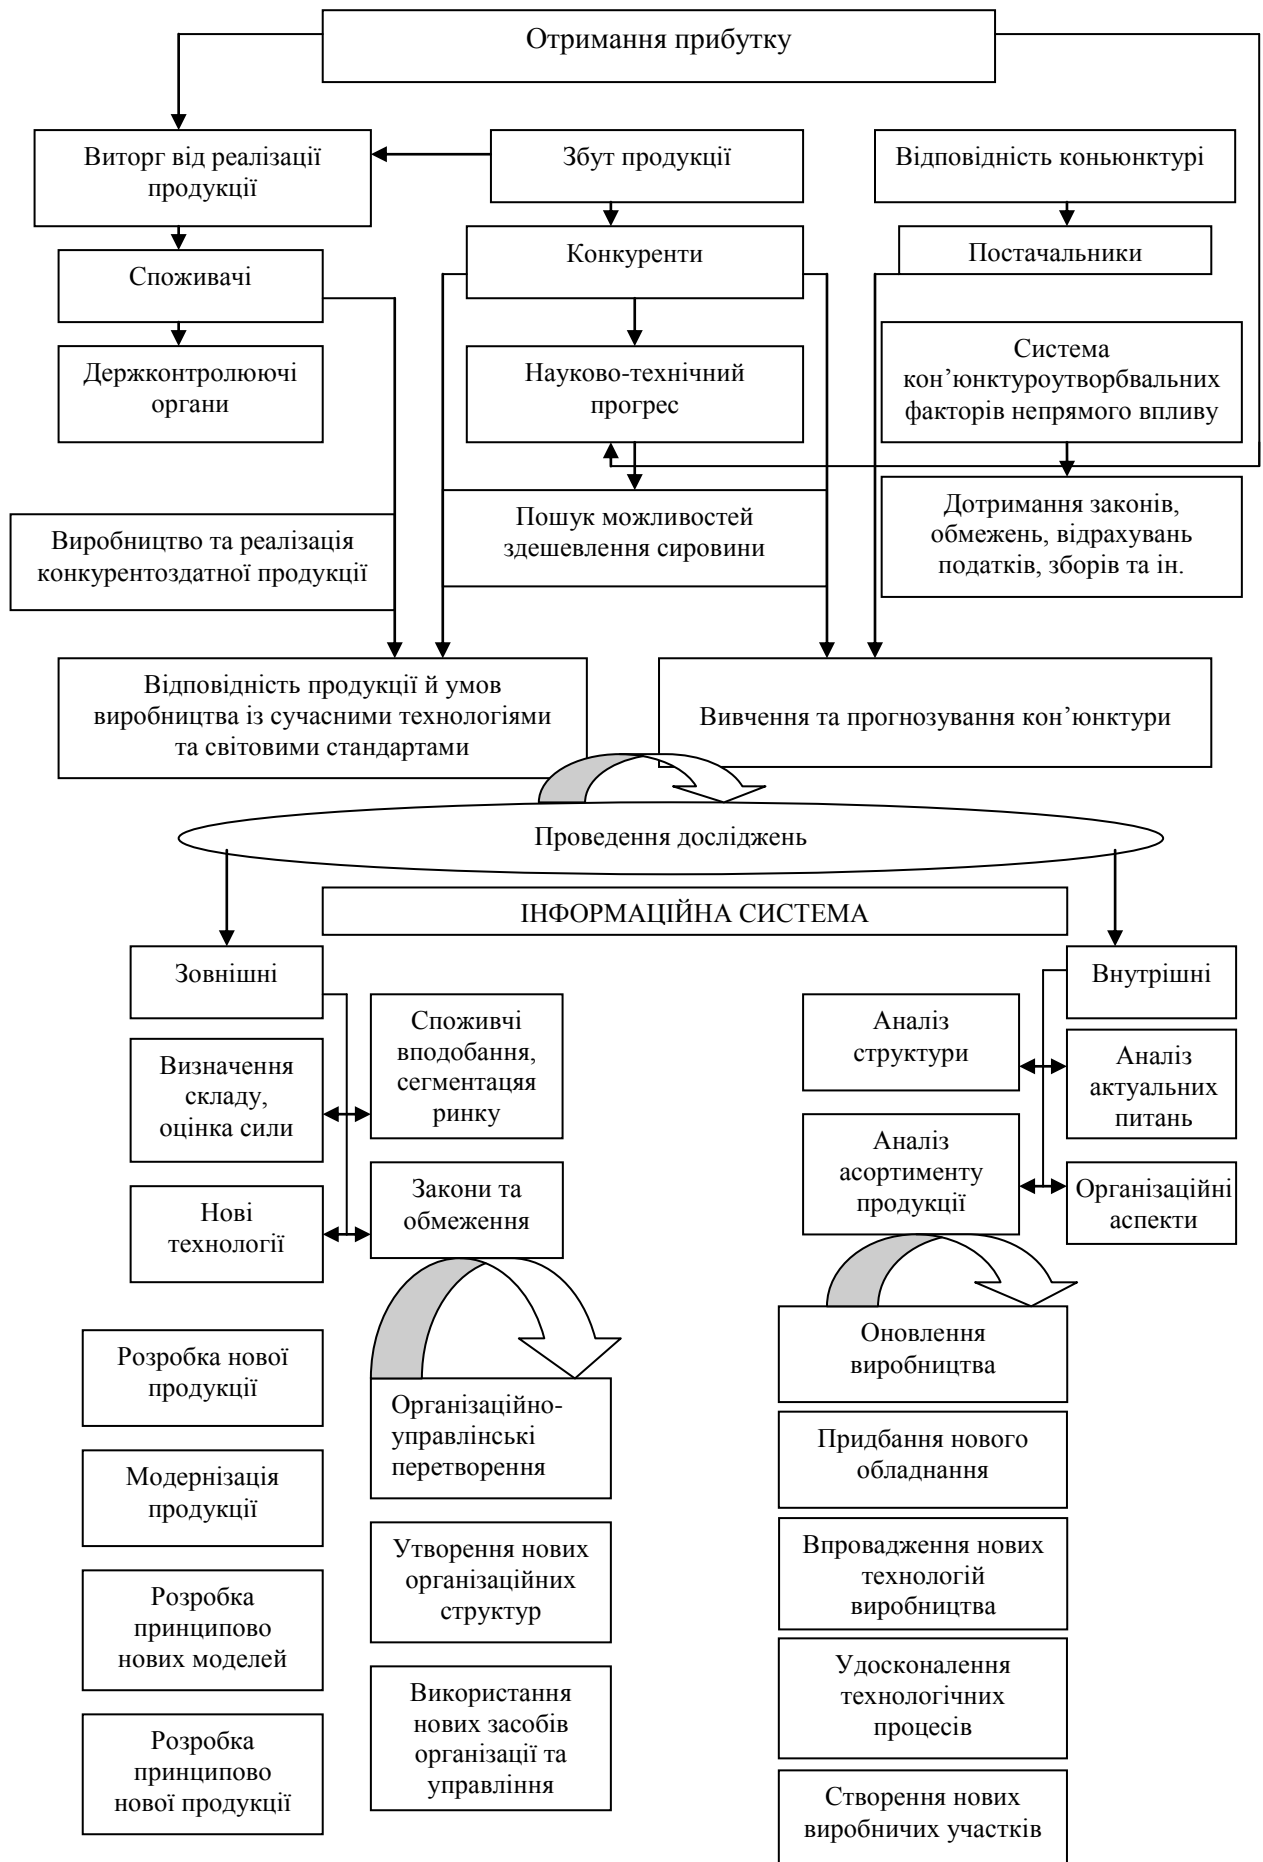 Отримання прибутку
Виторг від реалізації
продукції
Збут продукції
Відповідність коньюнктурі
Споживачі
Конкуренти
Постачальники
Держконтролюючі
органи
Науково-технічний
прогрес
Система
кон’юнктуроутворбвальних
факторів непрямого впливу
Виробництво та реалізація
конкурентоздатної продукції
Пошук можливостей
здешевлення сировини
Дотримання законів,
обмежень, відрахувань
податків, зборів та ін.
Відповідність продукції й умов
виробництва із сучасними технологіями
та світовими стандартами
Вивчення та прогнозування кон’юнктури
Проведення досліджень
ІНФОРМАЦІЙНА СИСТЕМА
Зовнішні
Внутрішні
Визначення
складу,
оцінка сили
Споживчі
вподобання,
сегментацяя
ринку
Аналіз
структури
Аналіз
актуальних
питань
Нові
технології
Закони та
обмеження
Аналіз
асортименту
продукції
Організаційні
аспекти
Розробка нової
продукції
Модернізація
продукції
Розробка
принципово
нових моделей
Розробка
принципово
нової продукції
Організаційно-
управлінські
перетворення
Утворення нових
організаційних
структур
Використання
нових засобів
організації та
управління
Оновлення
виробництва
Придбання нового
обладнання
Впровадження нових
технологій
виробництва
Удосконалення
технологічних
процесів
Створення нових
виробничих участків